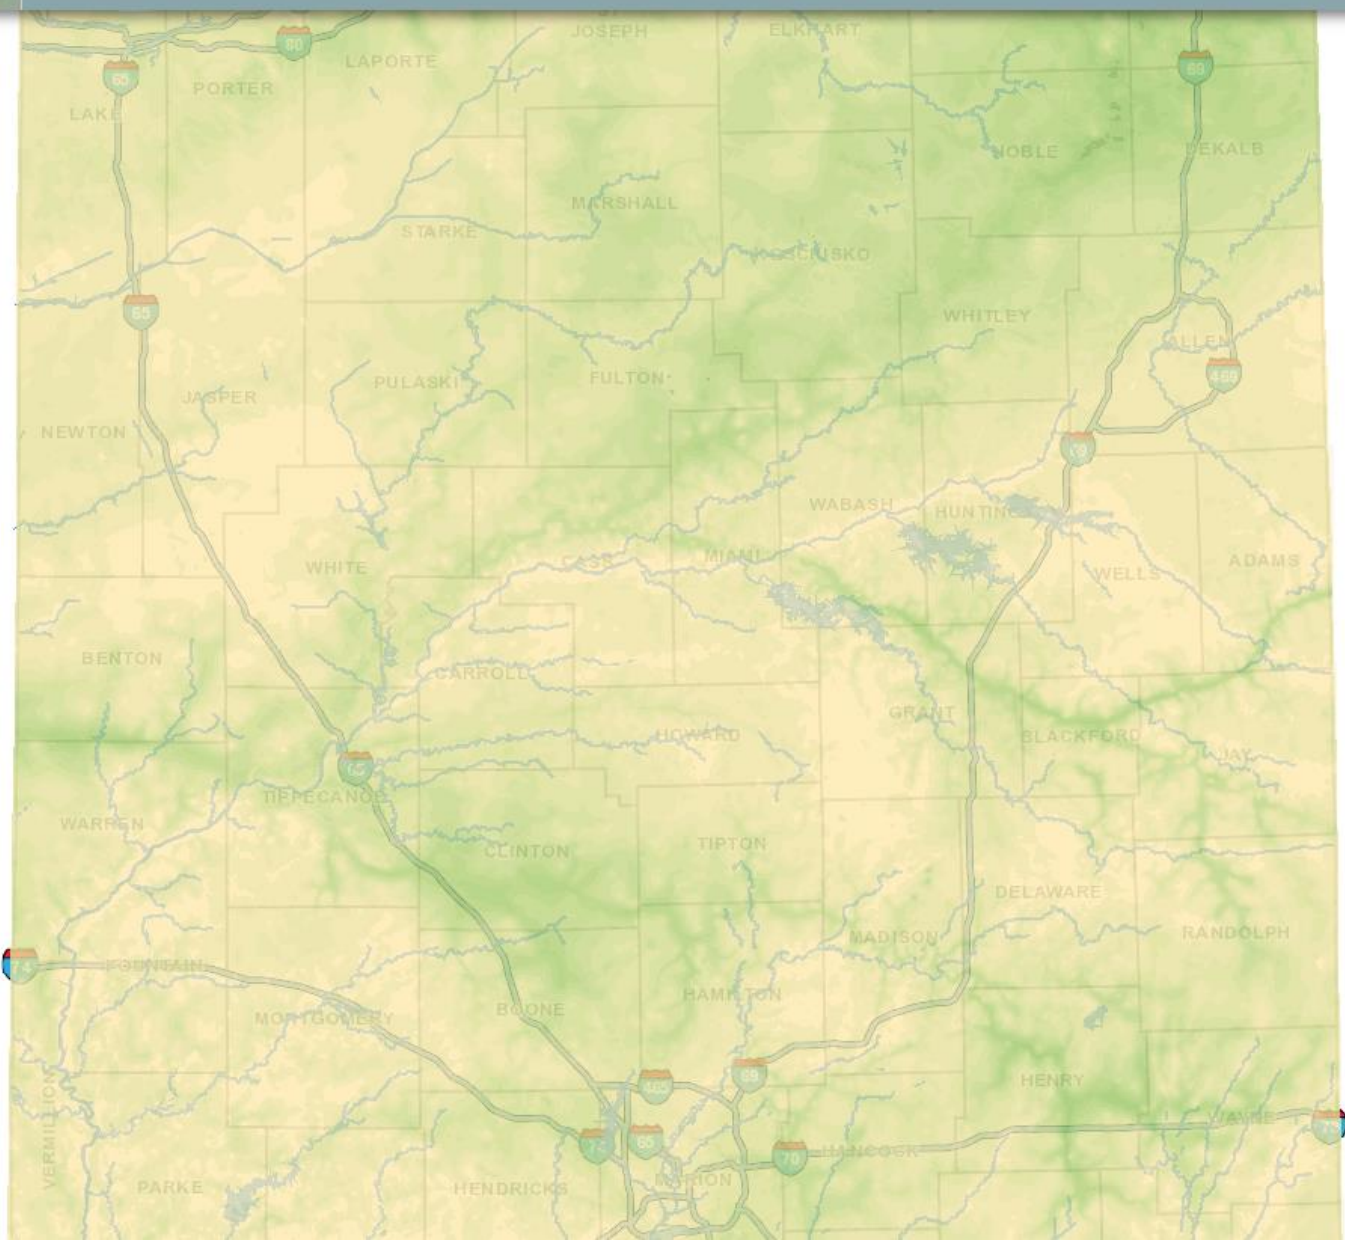 JOSEPH
ELKHART
80
69
LAPORTE
65
PORTER
LAKE
NOBLE
DEKALB
MARSHALL
STARKE
KOSCIUSKO
65
WHITLEY
ALLEN
469
PULASKI
FULTON
JASPER
NEWTON
69
WABASH
HUNTING
CASS
MIAMI
WHITE
WELLS
ADAMS
BENTON
CARROLL
GRANT
HOWARD
BLACKFORD
JAY
65
TIPPECANOE
WARREN
CLINTON
TIPTON
DELAWARE
RANDOLPH
MADISON
74
FOUNTAIN
HAMILTON
BOONE
MONTGOMERY
HENRY
69
465
WAYNE
VERMILLION
74
65
70
HANCOCK
PARKE
HENDRICKS
MARION